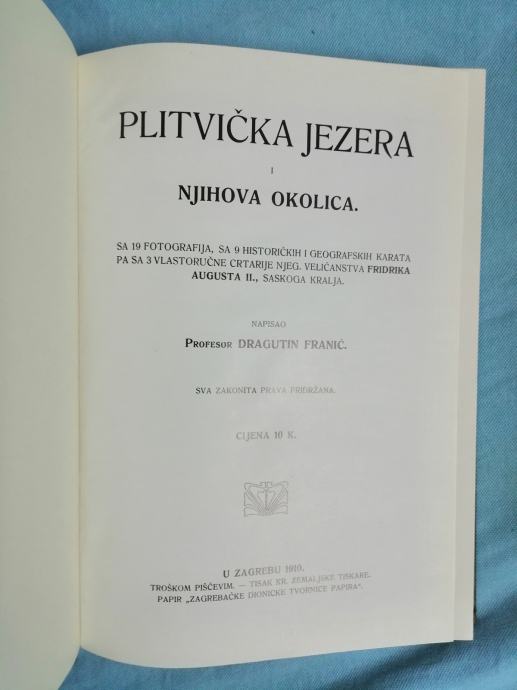 PLITVIČKA JEZERA
I
NJIHOVA OKOLICA.
SA 19 FOTOGRAFIJA, SA 9 HISTORIČKIH I GEOGRAFSKIH KARATA
PA SA 3 VLASTORUČNE CRTARIJE NJEG. VELIČANSTVA FRIDRIKA
AUGUSTA II., SASKOGA KRALJA.
NAPISAO
PROFESOR DRAGUTIN FRANIĆ.
SVA ZAKONITA PRAVA PRIDRŽANA.
CIJENA 10 K.
U ZAGREBU 1910.
TROŠKOM PIŠČEVIM. — TISAK KR. ZEMALJSKE TISKARE.
PAPIR „ZAGREBAČKE DIONIČKE TVORNICE PAPIRA“.